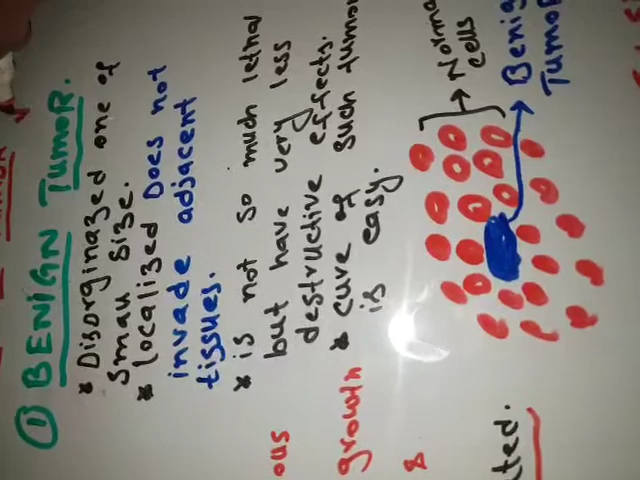 ① BENIGN TUMOR.
* Disorginazed one of
small size.
* localized Does not
invade adjacent
tissues.
* is not so much lethal
but have very less
destructive effects.
* cure of such tumor
is easy.
Normal
cells
Benig
Tumor
ous
growth
&
ted.